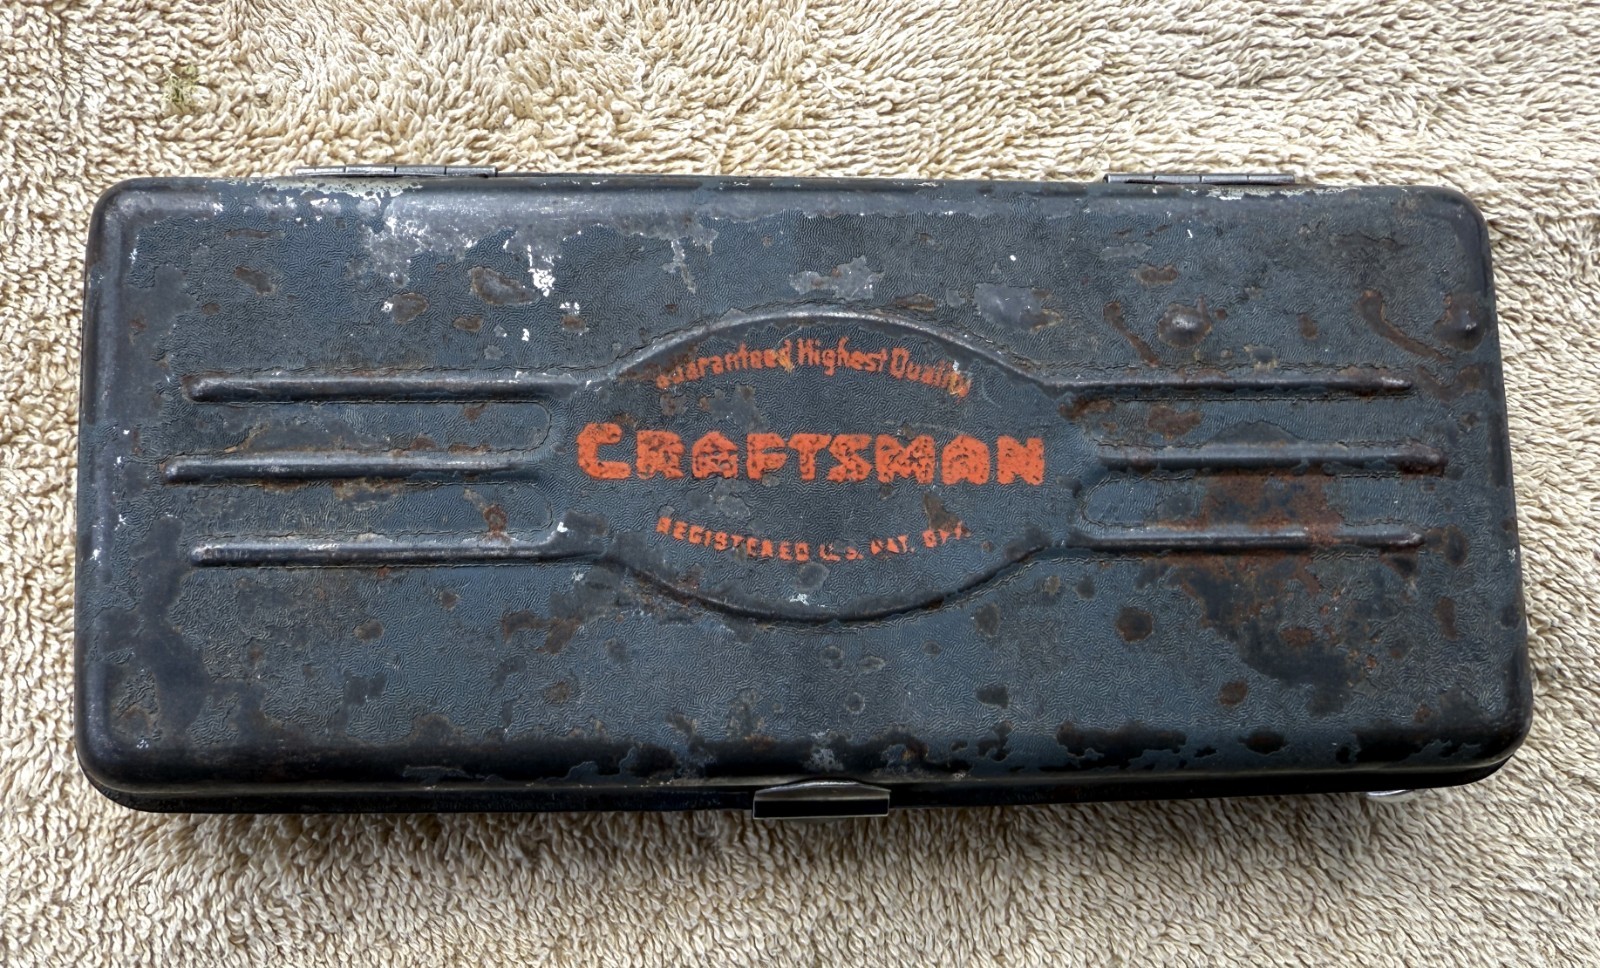 Guaranteed Highest Quality
CRAFTSMAN
REGISTERED U.S. PAT. OFF.